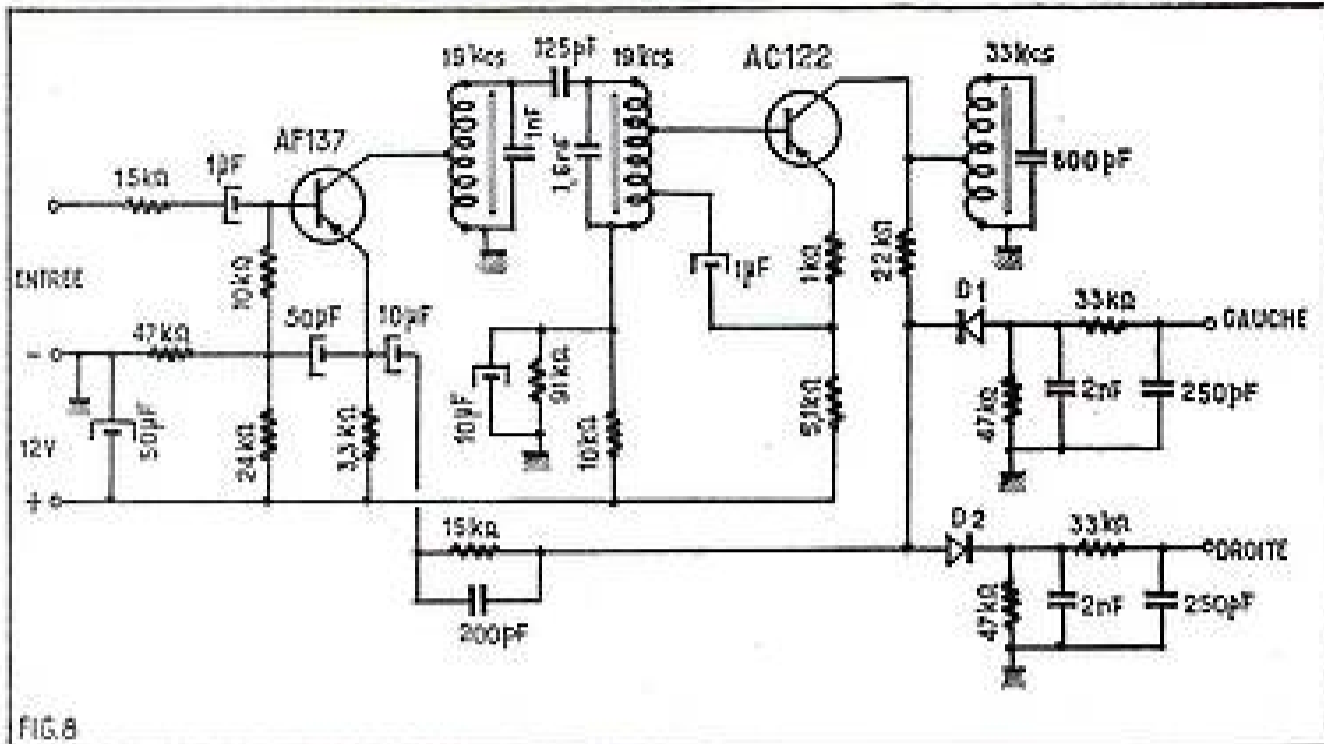 19kcs
125pF
19kcs
AC122
33kcs
AF137
1nF
1,6nF
600pF
15kΩ
1µF
ENTREE
10kΩ
1µF
1kΩ
22kΩ
D1
33kΩ
GAUCHE
47kΩ
50µF
10µF
-
12V
+
50µF
24kΩ
3,3kΩ
10µF
91kΩ
10kΩ
5,1kΩ
47kΩ
2nF
250pF
15kΩ
200pF
D2
33kΩ
DROITE
47kΩ
2nF
250pF
FIG.8